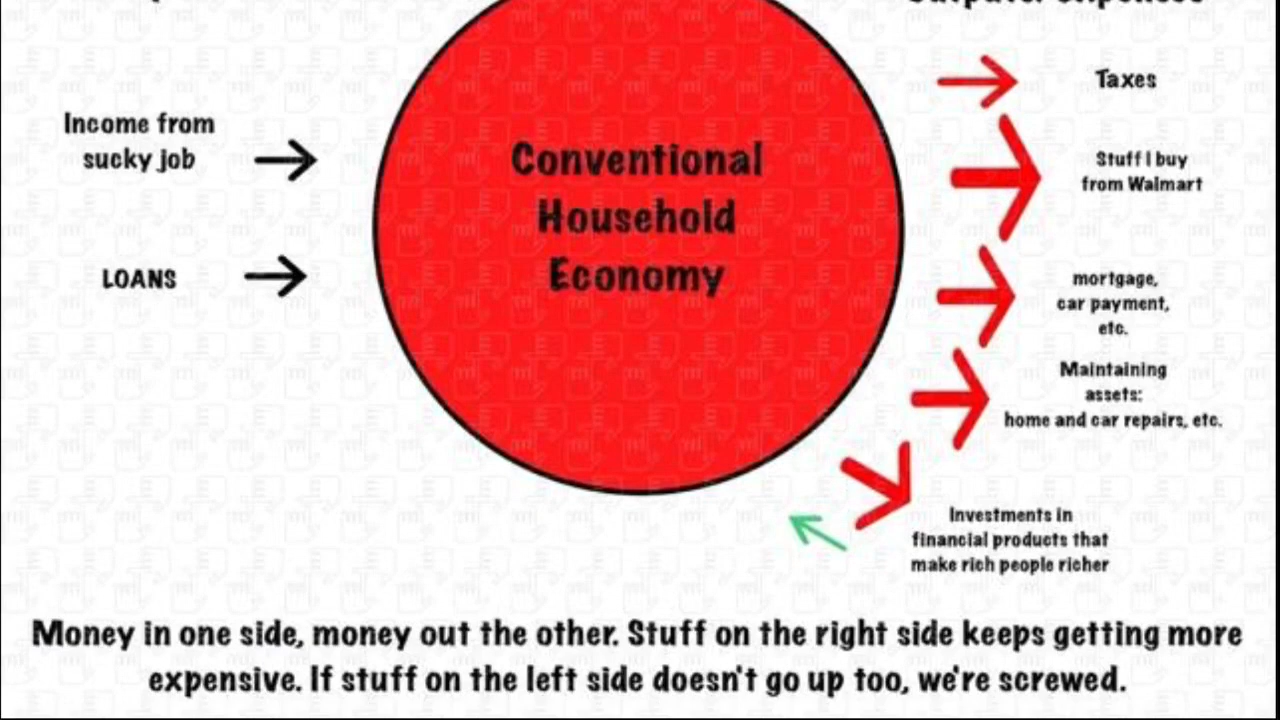 Outputs: expenses
Income from
sucky job
LOANS
Conventional
Household
Economy
Taxes
Stuff I buy
from Walmart
mortgage,
car payment,
etc.
Maintaining
assets:
home and car repairs, etc.
Investments in
financial products that
make rich people richer
Money in one side, money out the other. Stuff on the right side keeps getting more
expensive. If stuff on the left side doesn't go up too, we're screwed.